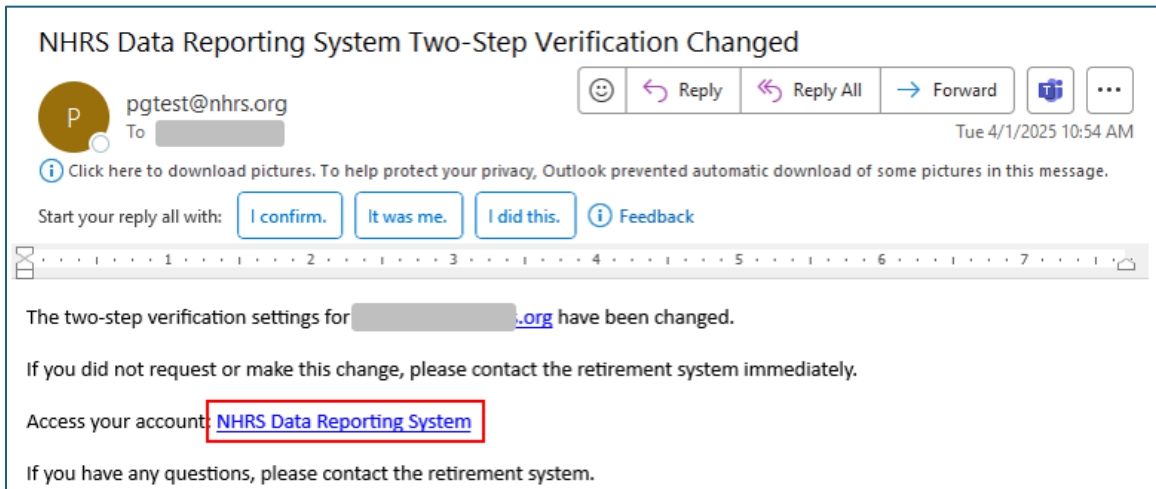 NHRS Data Reporting System Two-Step Verification Changed
P
pgtest@nhrs.org
Reply
Reply All
Forward
To
Tue 4/1/2025 10:54 AM
Click here to download pictures. To help protect your privacy, Outlook prevented automatic download of some pictures in this message.
Start your reply all with: I confirm. It was me. I did this. Feedback
1 2 3 4 5 6 7
The two-step verification settings for .org have been changed.
If you did not request or make this change, please contact the retirement system immediately.
Access your account: NHRS Data Reporting System
If you have any questions, please contact the retirement system.